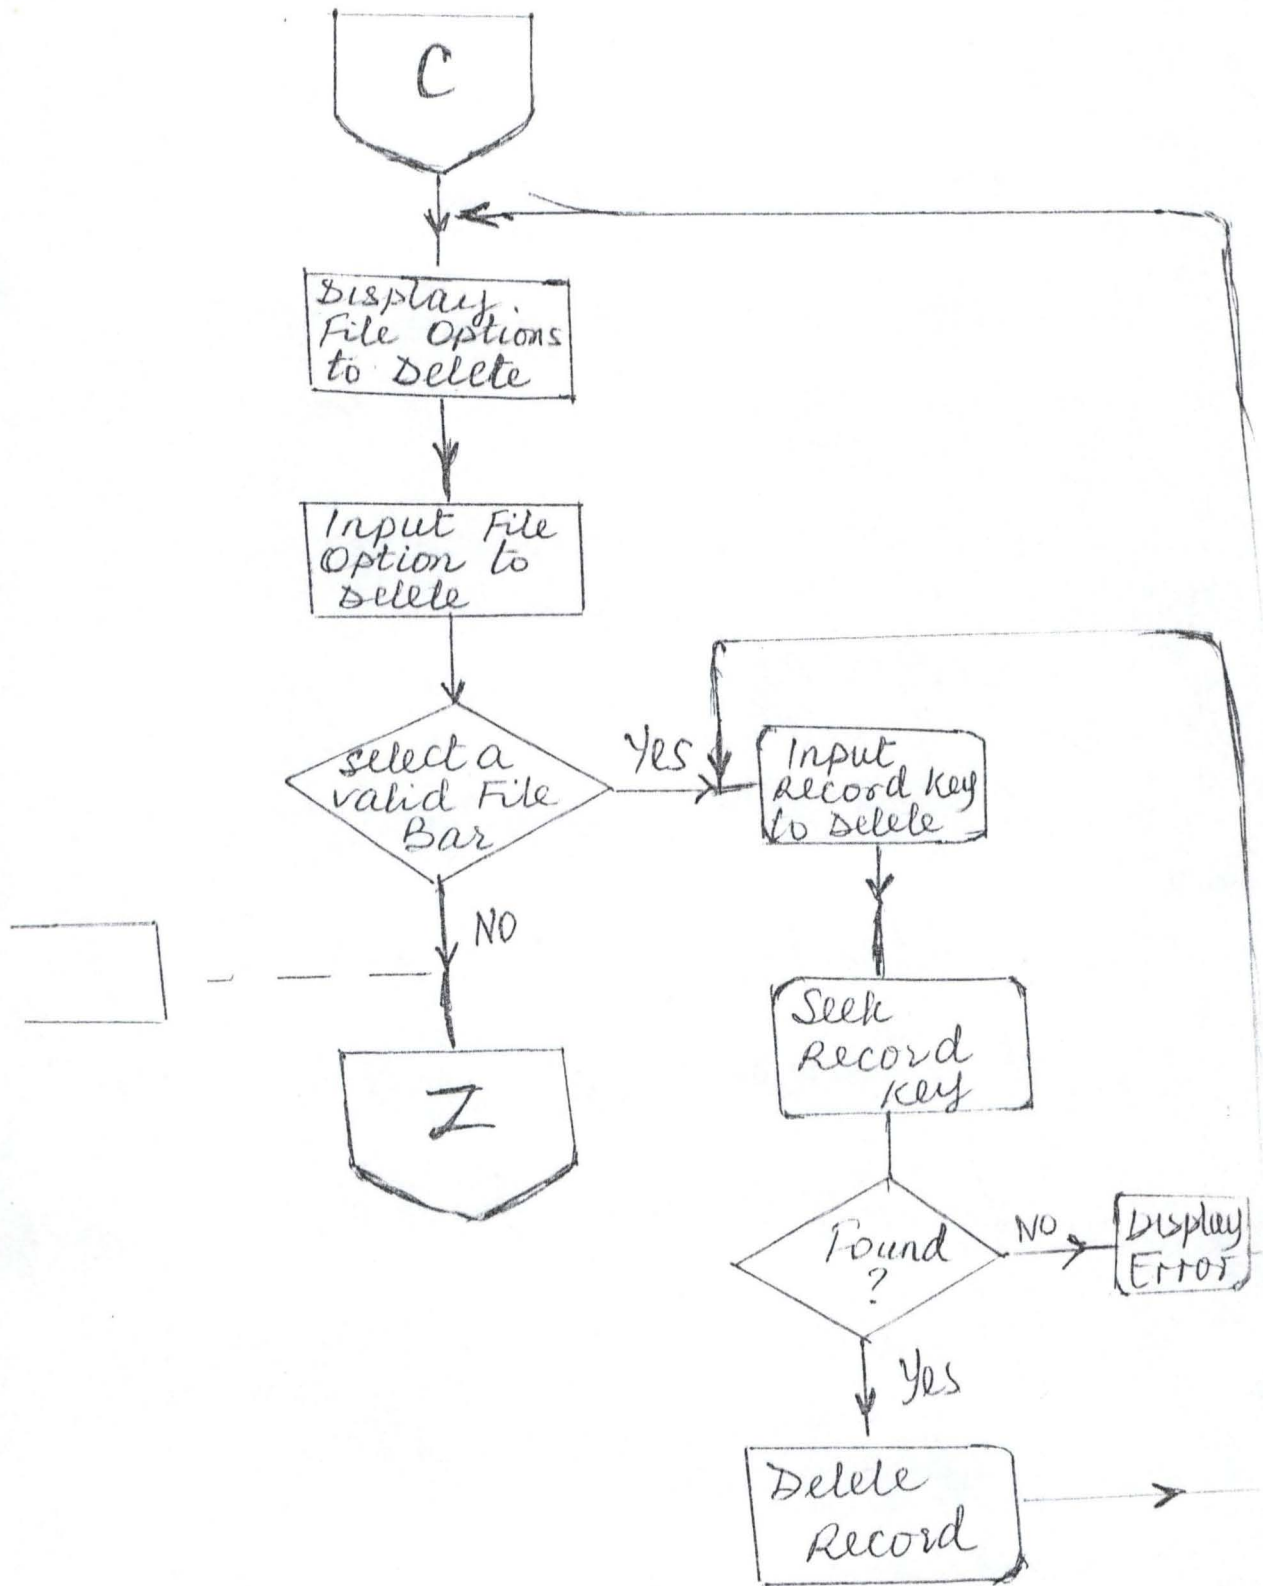 C
Display
File Options
to Delete
Input File
Option to
Delete
select a
valid File
Bar
Yes
Input
Record Key
to Delete
NO
Seek
Record
Key
Z
Found
?
NO
Display
Error
Yes
Delete
Record